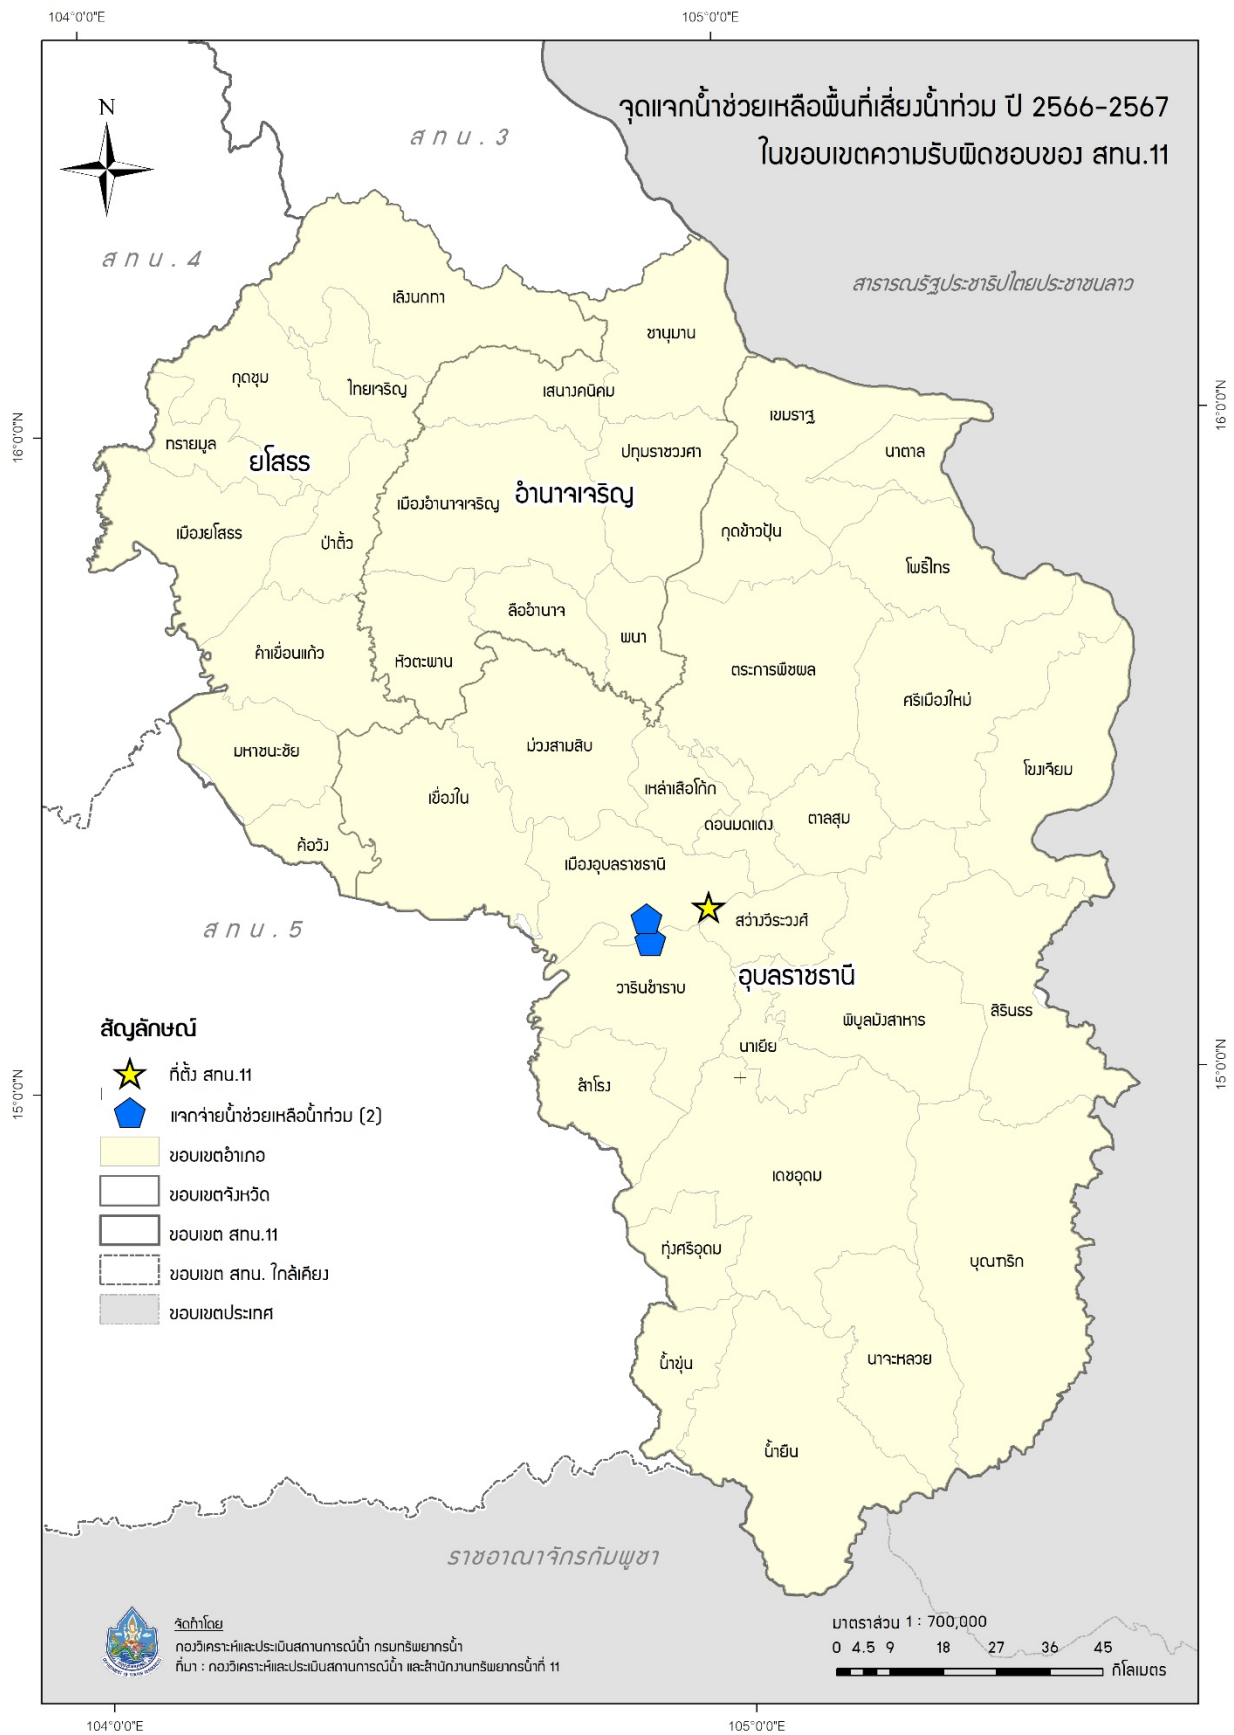 104°0'0"E
105°0'0"E
จุดแจกน้ำช่วยเหลือพื้นที่เสี่ยงน้ำท่วม ปี 2566-2567
ในขอบเขตความรับผิดชอบของ สทน.11
N
สทน.3
สทน.4
สาธารณรัฐประชาธิปไตยประชาชนลาว
เลิงนกทา
ชานุมาน
กุดชุม
ไทยเจริญ
เสนางคนิคม
เขมราฐ
16°0'0"N
16°0'0"N
ทรายมูล
ยโสธร
ปทุมราชวงศา
นาตาล
เมืองอำนาจเจริญ
อำนาจเจริญ
เมืองยโสธร
ป่าติ้ว
กุดข้าวปุ้น
โพธิ์ไทร
ลืออำนาจ
พนา
คำเขื่อนแก้ว
หัวตะพาน
ตระการพืชผล
ศรีเมืองใหม่
มหาชนะชัย
ม่วงสามสิบ
โขงเจียม
เขื่องใน
เหล่าเสือโก้ก
ตาลสุม
ดอนมดแดง
ค้อวัง
เมืองอุบลราชธานี
สทน.5
สว่างวีระวงศ์
อุบลราชธานี
วารินชำราบ
พิบูลมังสาหาร
สิรินธร
นาเยีย
สำโรง
15°0'0"N
15°0'0"N
สัญลักษณ์
ที่ตั้ง สทน.11
แจกจ่ายน้ำช่วยเหลือน้ำท่วม (2)
ขอบเขตอำเภอ
ขอบเขตจังหวัด
ขอบเขต สทน.11
ขอบเขต สทน. ใกล้เคียง
ขอบเขตประเทศ
เดชอุดม
ทุ่งศรีอุดม
บุณฑริก
น้ำขุ่น
นาจะหลวย
น้ำยืน
ราชอาณาจักรกัมพูชา
จัดทำโดย
กองวิเคราะห์และประเมินสถานการณ์น้ำ กรมทรัพยากรน้ำ
ที่มา : กองวิเคราะห์และประเมินสถานการณ์น้ำ และสำนักงานทรัพยากรน้ำที่ 11
มาตราส่วน 1 : 700,000
0 4.5 9 18 27 36 45
กิโลเมตร
104°0'0"E
105°0'0"E